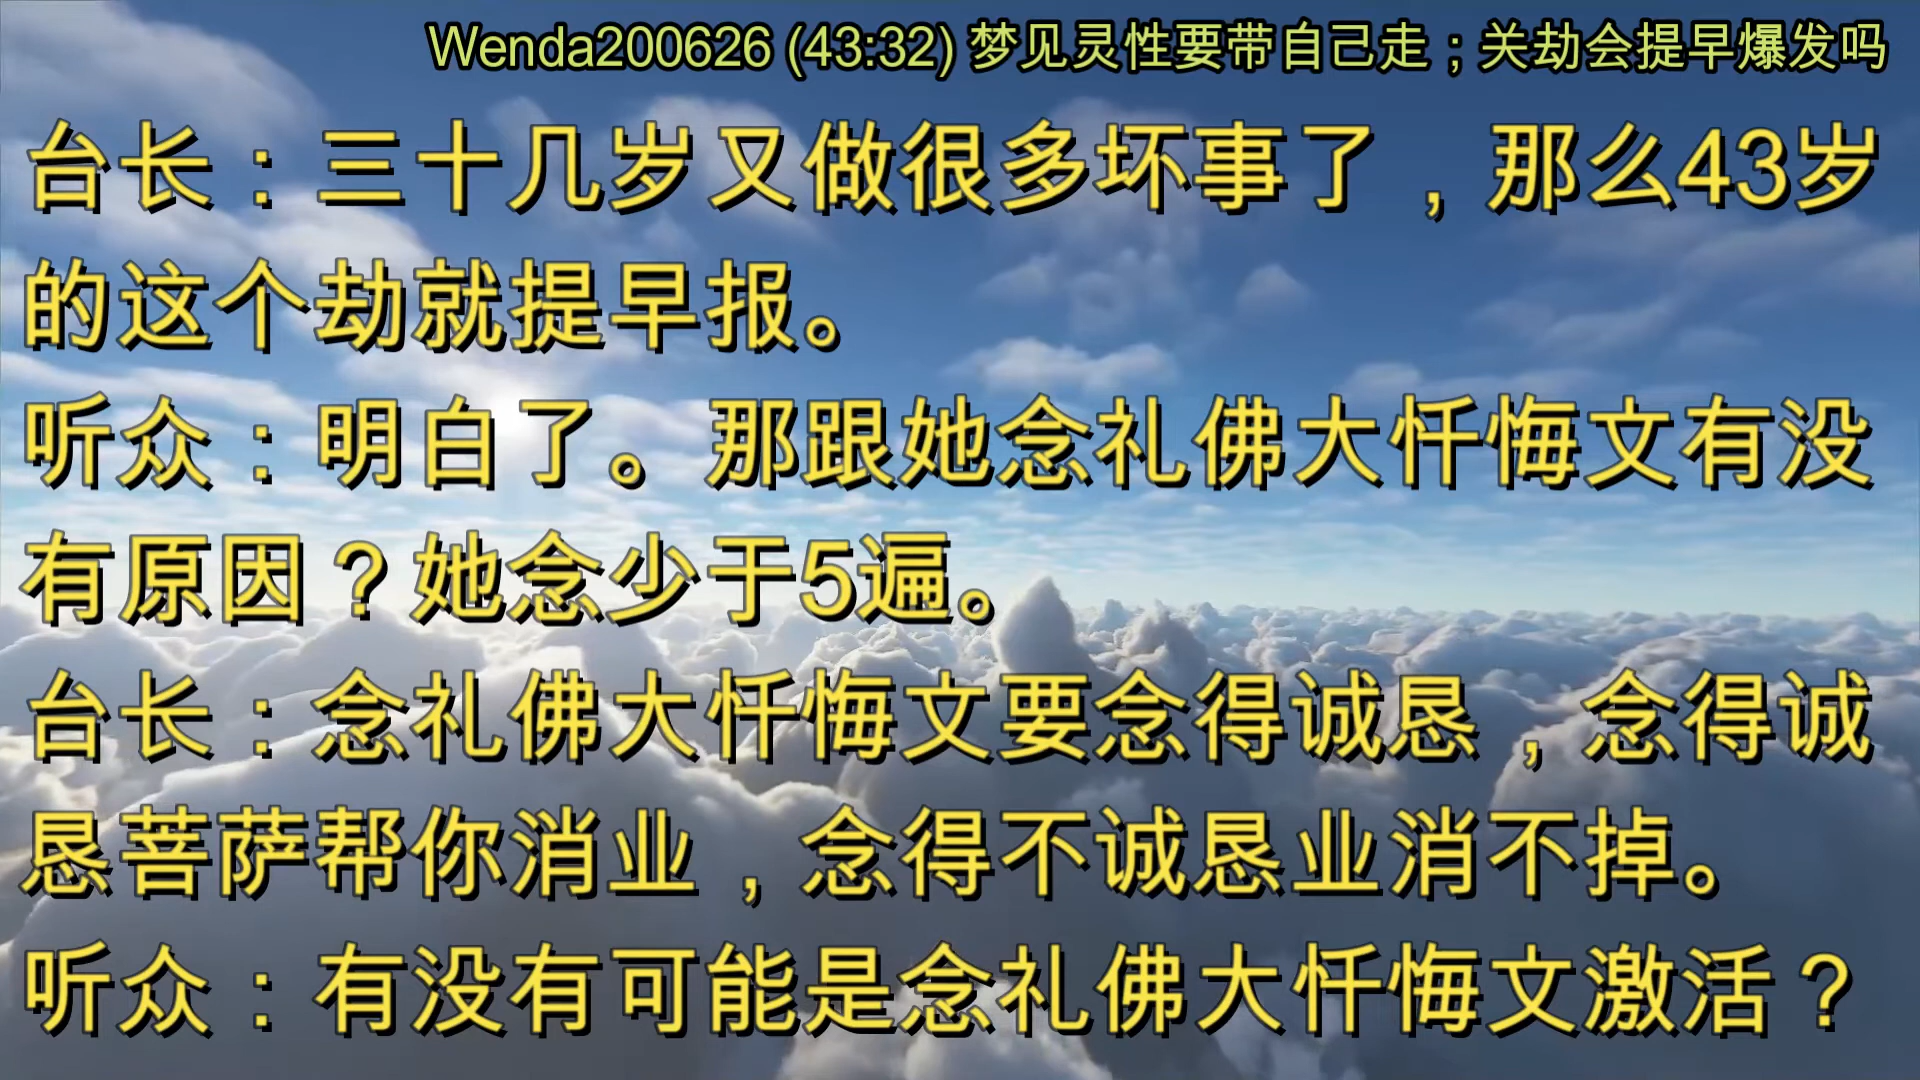 Wenda200626 (43:32) 梦见灵性要带自己走；关劫会提早爆发吗
台长：三十几岁又做很多坏事了，那么43岁
的这个劫就提早报。
听众：明白了。那跟她念礼佛大忏悔文有没
有原因？她念少于5遍。
台长：念礼佛大忏悔文要念得诚恳，念得诚
恳菩萨帮你消业，念得不诚恳业消不掉。
听众：有没有可能是念礼佛大忏悔文激活？